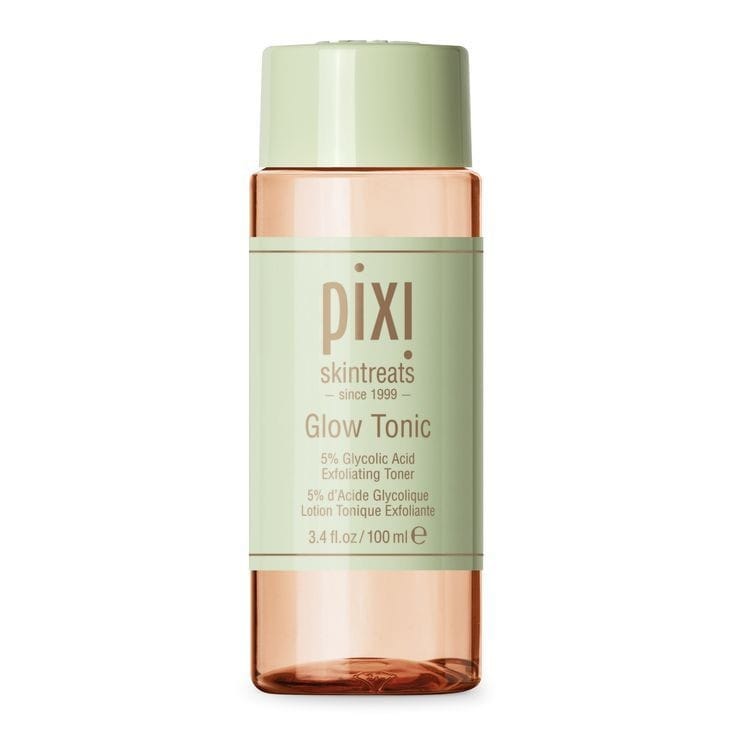 pixi
skintreats
– since 1999 –
Glow Tonic
5% Glycolic Acid
Exfoliating Toner
5% d'Acide Glycolique
Lotion Tonique Exfoliante
3.4 fl.oz/100 ml ℮